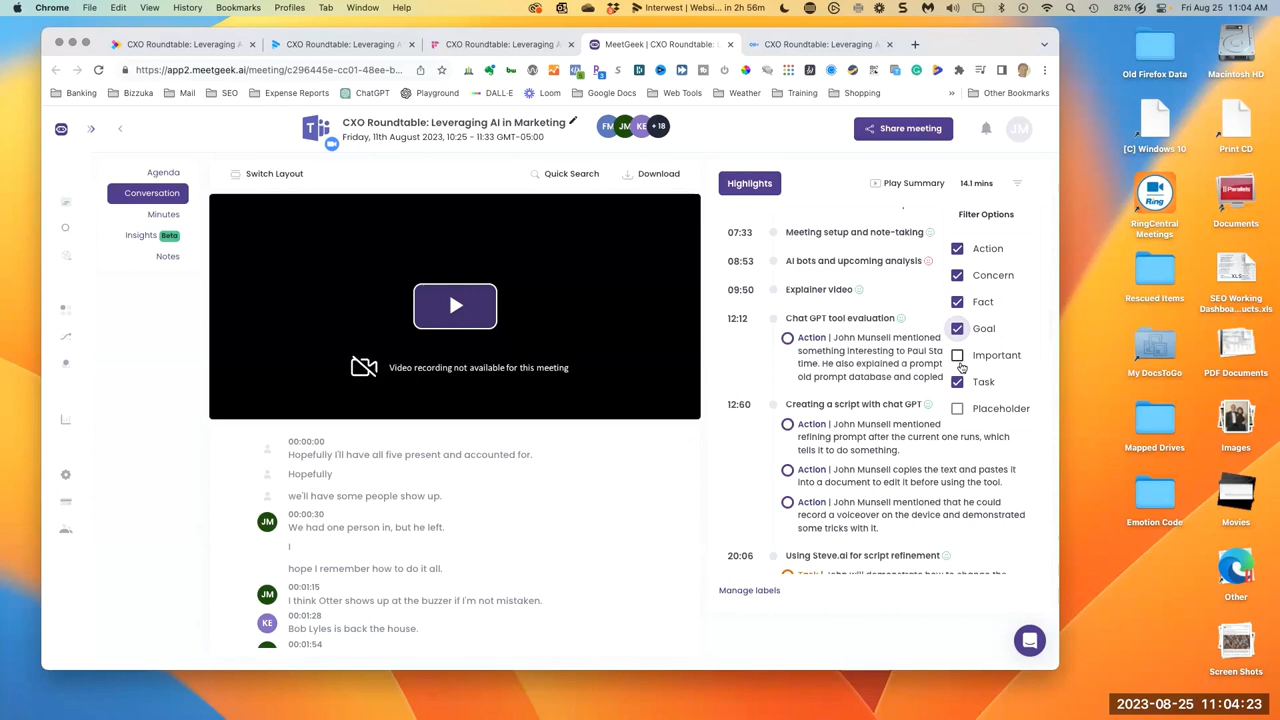 Chrome File Edit View History Bookmarks Profiles Tab Window Help
Interwest - Webi... in 2h 56m 82% Fri Aug 25 11:04 AM
CXO Roundtable: Leveraging A
CXO Roundtable: Leveraging A
CXO Roundtable: Leveraging A
MeetGeek | CXO Roundtable: L
CXO Roundtable: Leveraging A
https://app2.meetgeek.ai/meeting/c296445e-cc01-48ee-b...
Banking Bizzuka Mail SEO Expense Reports ChatGPT Playground DALL·E Loom Google Docs Web Tools Weather Training Shopping » Other Bookmarks
CXO Roundtable: Leveraging AI in Marketing
Friday, 11th August 2023, 10:25 - 11:33 GMT-05:00
FM JM KE +18
Share meeting
JM
Agenda
Conversation
Minutes
Insights Beta
Notes
Switch Layout
Quick Search
Download
Video recording not available for this meeting
00:00:00
Hopefully I'll have all five present and accounted for.
Hopefully
we'll have some people show up.
00:00:30
JM We had one person in, but he left.
I
hope I remember how to do it all.
00:01:15
JM I think Otter shows up at the buzzer if I'm not mistaken.
00:01:28
KE Bob Lyles is back the house.
00:01:54
Highlights
Play Summary 14.1 mins
07:33 Meeting setup and note-taking
08:53 AI bots and upcoming analysis
09:50 Explainer video
12:12 Chat GPT tool evaluation
Action | John Munsell mentioned
something interesting to Paul Sta
time. He also explained a prompt
old prompt database and copied
12:60 Creating a script with chat GPT
Action | John Munsell mentioned
refining prompt after the current one runs, which
tells it to do something.
Action | John Munsell copies the text and pastes it
into a document to edit it before using the tool.
Action | John Munsell mentioned that he could
record a voiceover on the device and demonstrated
some tricks with it.
20:06 Using Steve.ai for script refinement
Task | John will demonstrate how to change the
Manage labels
Filter Options
Action
Concern
Fact
Goal
Important
Task
Placeholder
Old Firefox Data
Macintosh HD
[C] Windows 10
Print CD
Ring
RingCentral
Meetings
Parallels
Documents
Rescued Items
XLS
SEO Working
Dashboa...ucts.xls
My DocsToGo
PDF Documents
Mapped Drives
Images
Emotion Code
Movies
Other
Screen Shots
2023-08-25 11:04:23